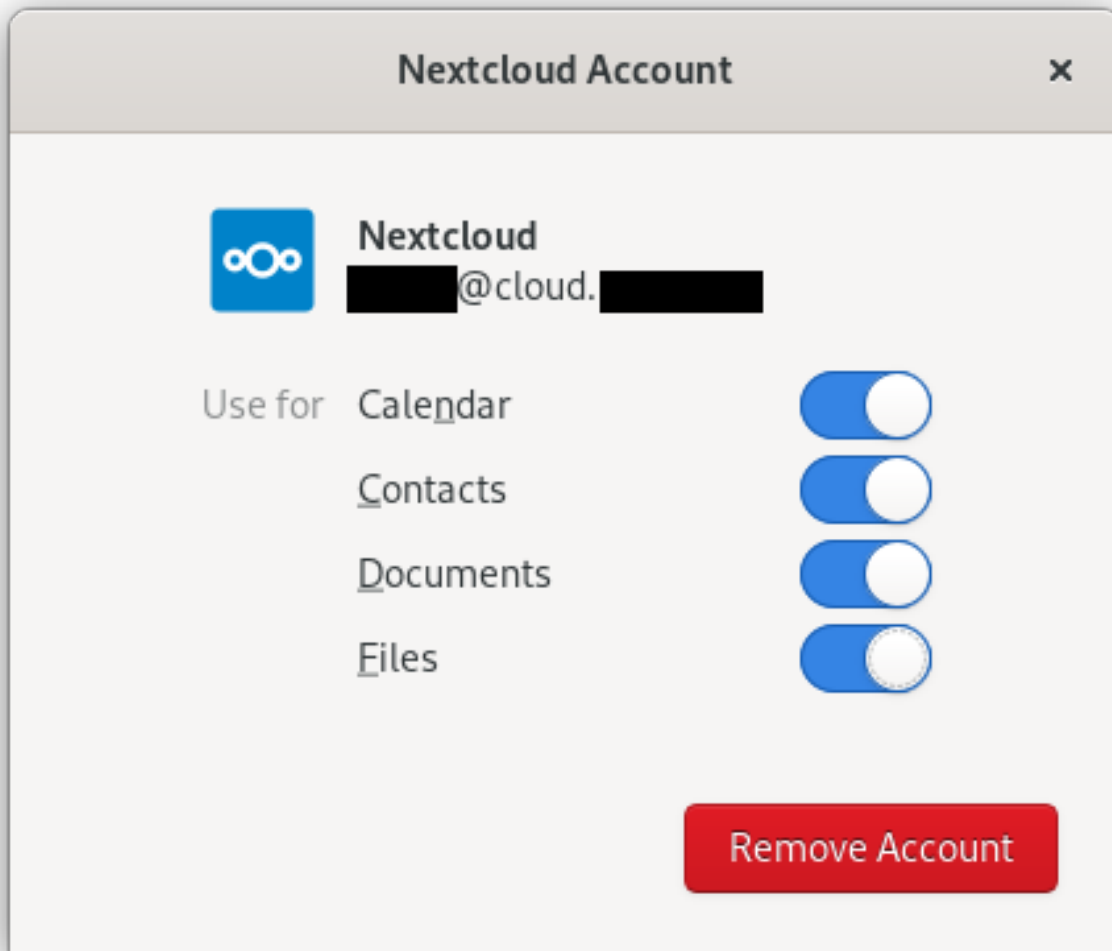 Nextcloud Account
Nextcloud
@cloud.
Use for Calendar
Contacts
Documents
Files
Remove Account